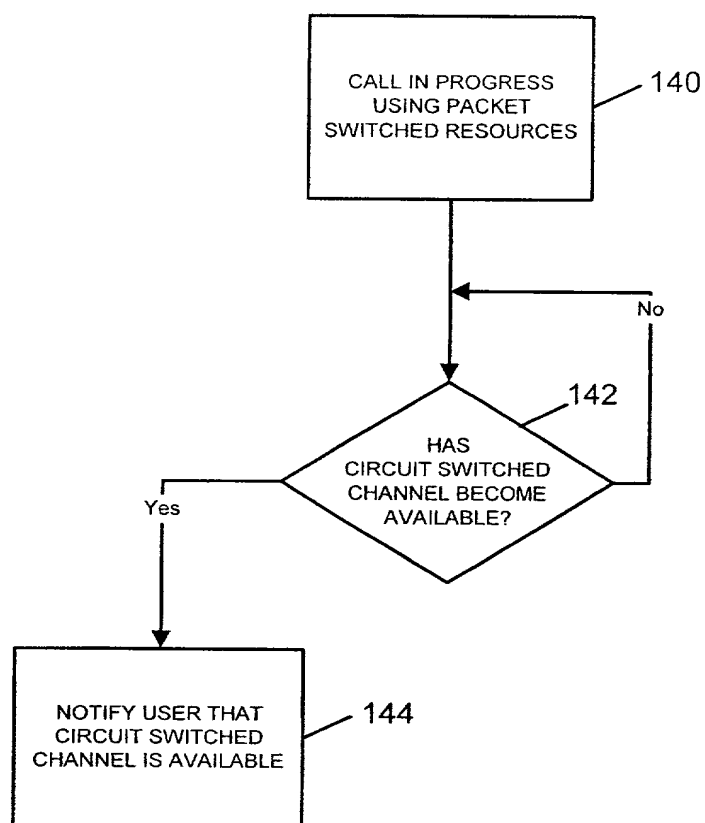 CALL IN PROGRESS
USING PACKET
SWITCHED RESOURCES
140
No
142
HAS
CIRCUIT SWITCHED
CHANNEL BECOME
AVAILABLE?
Yes
NOTIFY USER THAT
CIRCUIT SWITCHED
CHANNEL IS AVAILABLE
144